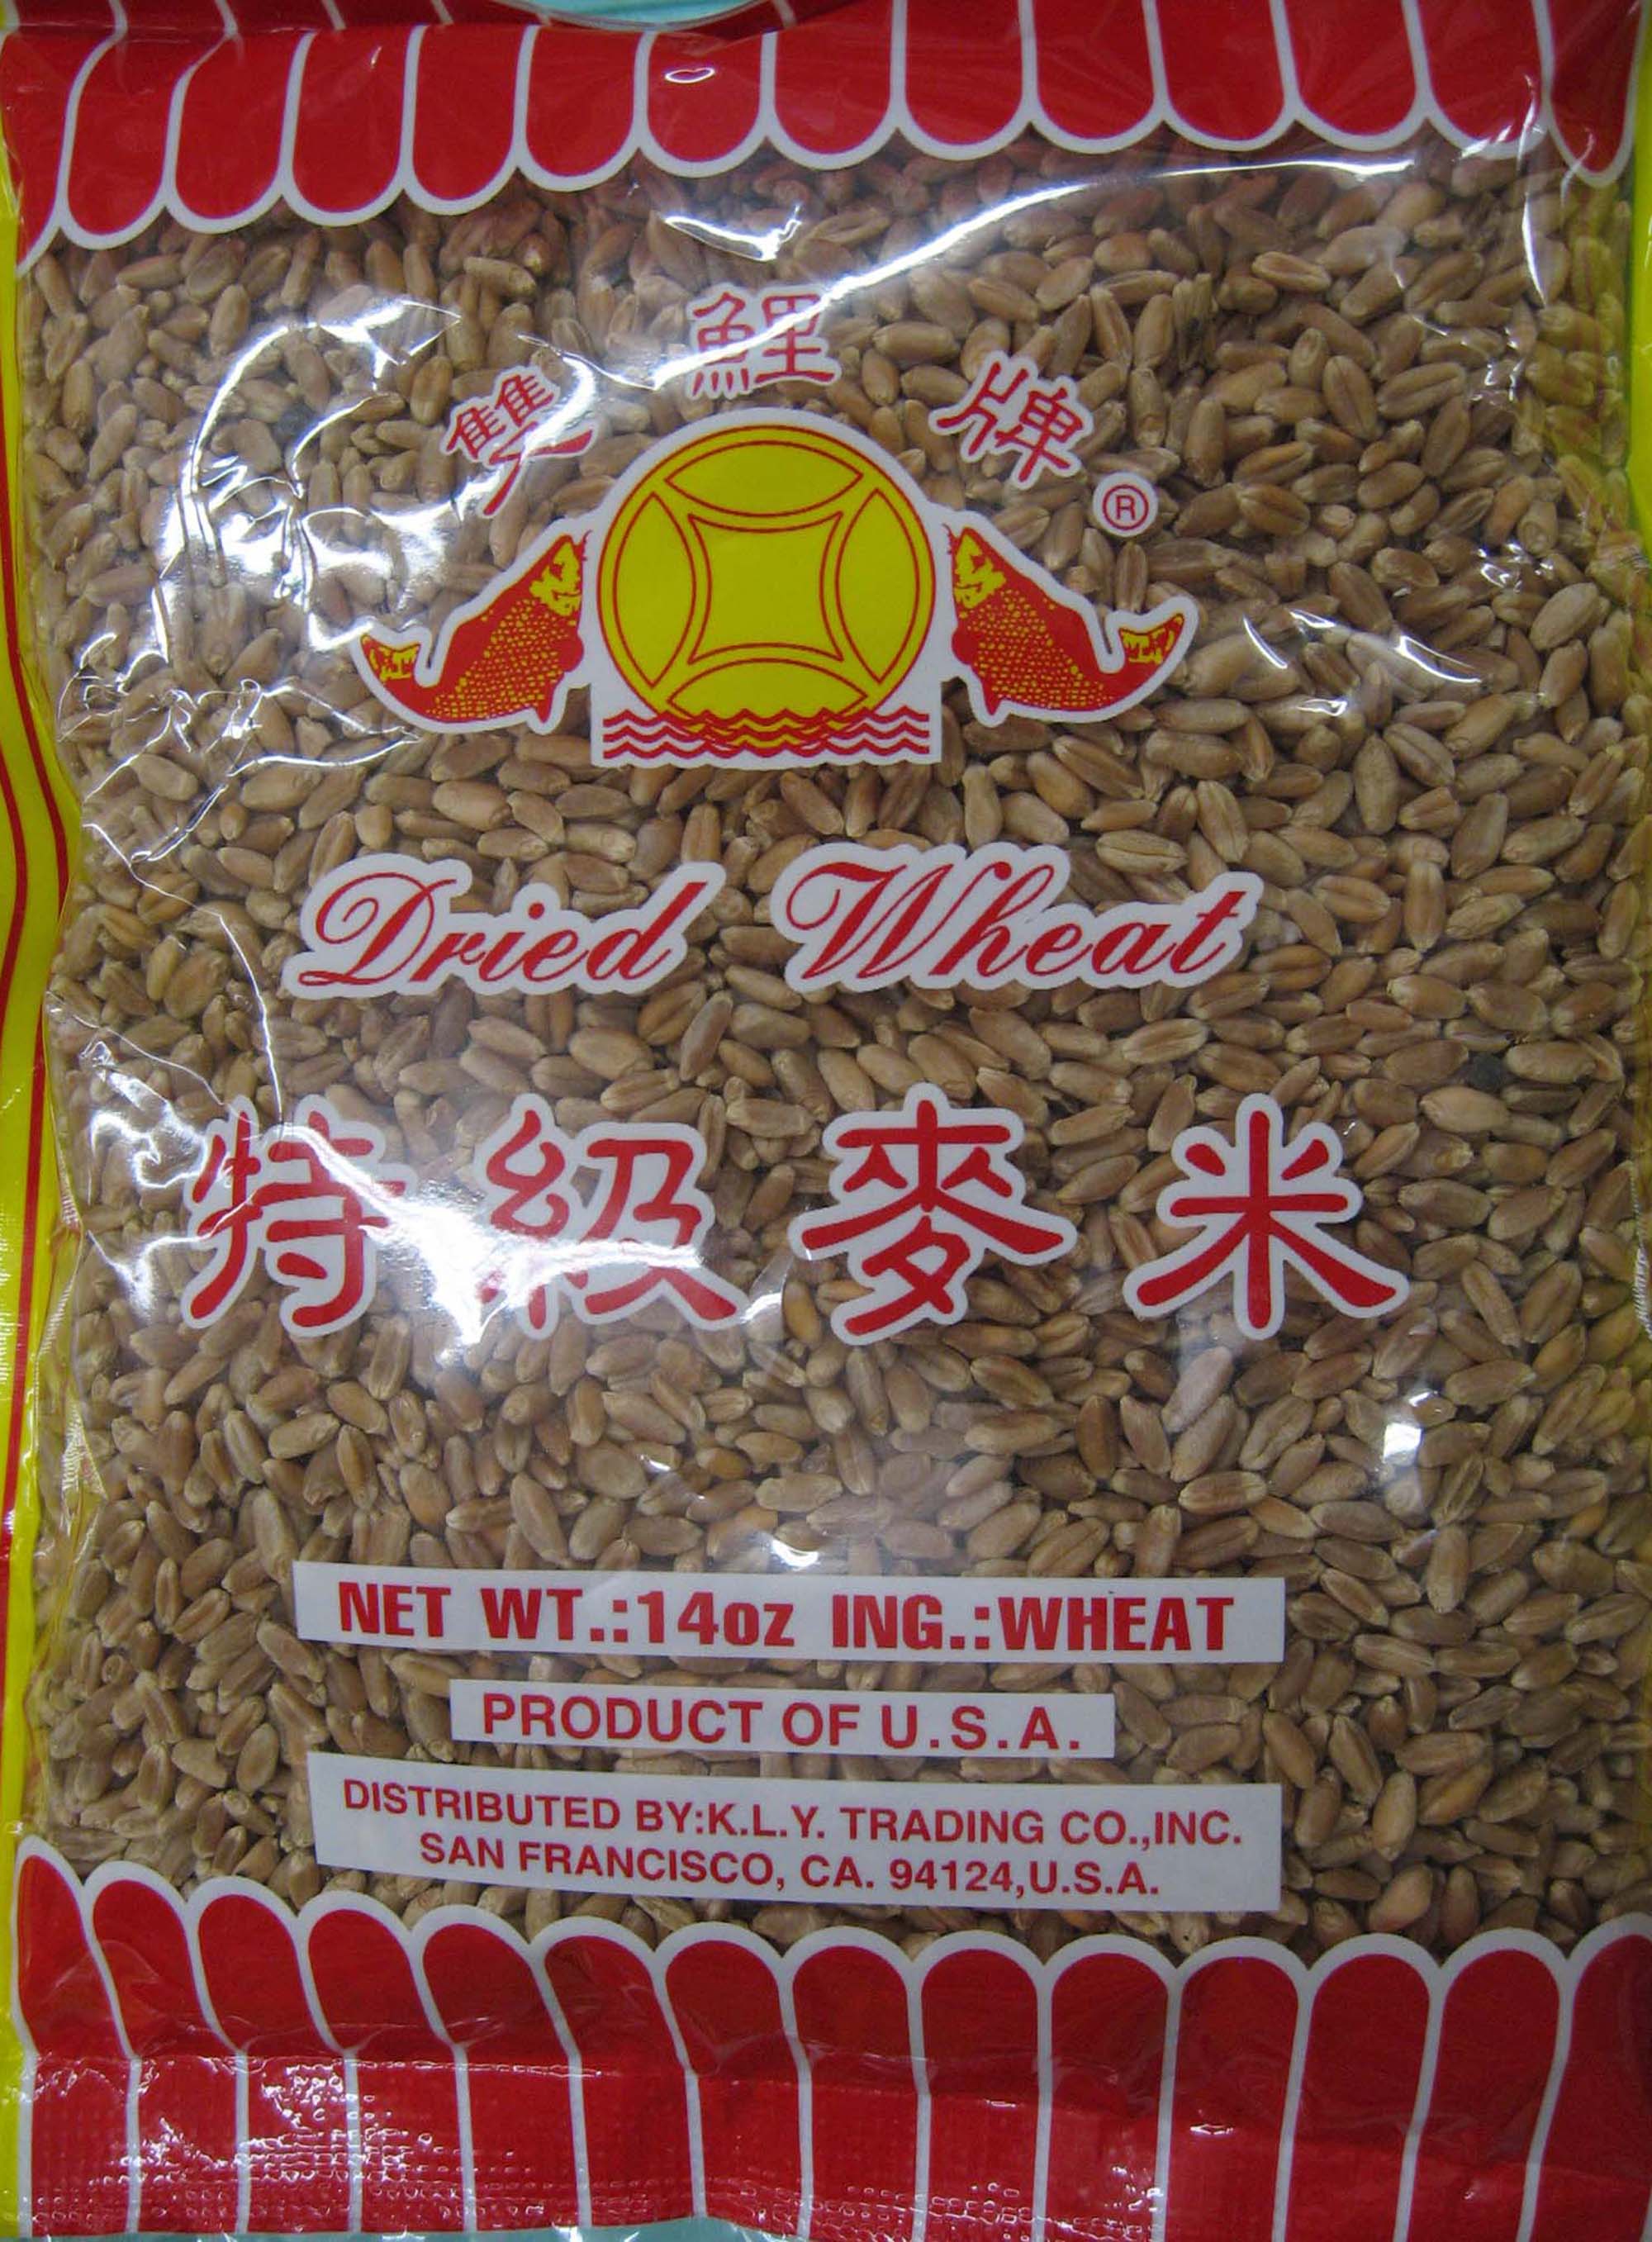 雙鯉牌®
Dried Wheat
特級麥米
NET WT.:14oz ING.:WHEAT
PRODUCT OF U.S.A.
DISTRIBUTED BY:K.L.Y. TRADING CO.,INC.
SAN FRANCISCO, CA. 94124,U.S.A.